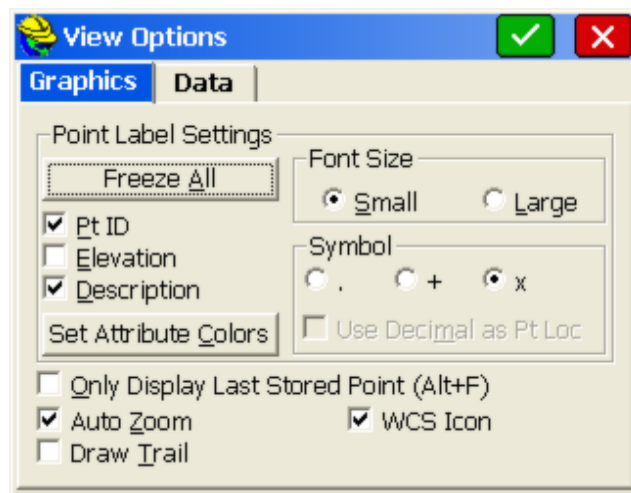 View Options
Graphics Data
Point Label Settings
Freeze All
Font Size
Small Large
Pt ID
Elevation
Description
Symbol
. + x
Set Attribute Colors
Use Decimal as Pt Loc
Only Display Last Stored Point (Alt+F)
Auto Zoom WCS Icon
Draw Trail